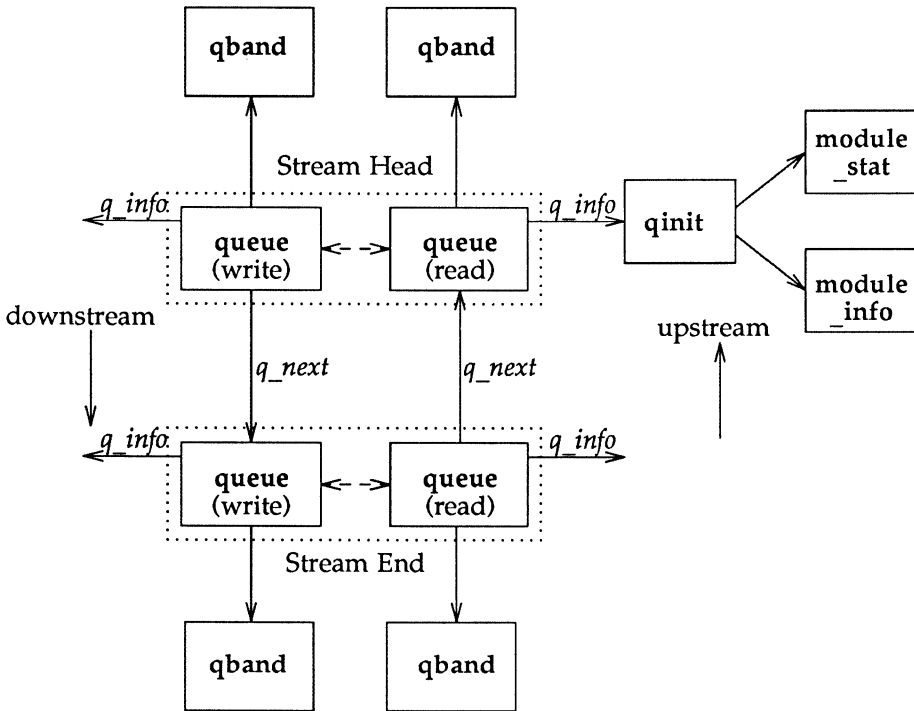 qband
qband
Stream Head
module
_stat
q_info
queue
(write)
queue
(read)
q_info
qinit
module
_info
downstream
upstream
q_next
q_next
q_info
queue
(write)
queue
(read)
q_info
Stream End
qband
qband